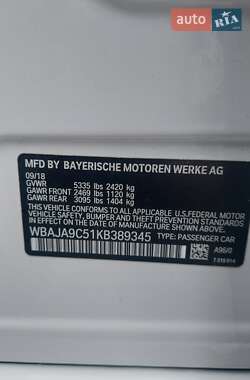 auto RIA
.com
MFD BY BAYERISCHE MOTOREN WERKE AG
09/18
GVWR 5335 lbs 2420 kg
GAWR FRONT 2469 lbs 1120 kg
GAWR REAR 3095 lbs 1404 kg
THIS VEHICLE CONFORMS TO ALL APPLICABLE
U.S. FEDERAL MOTOR VEHICLE SAFETY, BUMPER,
AND THEFT PREVENTION STANDARDS IN EFFECT ON
THE DATE OF MANUFACTURE SHOWN ABOVE.
WBAJA9C51KB389345 TYPE: PASSENGER CAR
A96/0